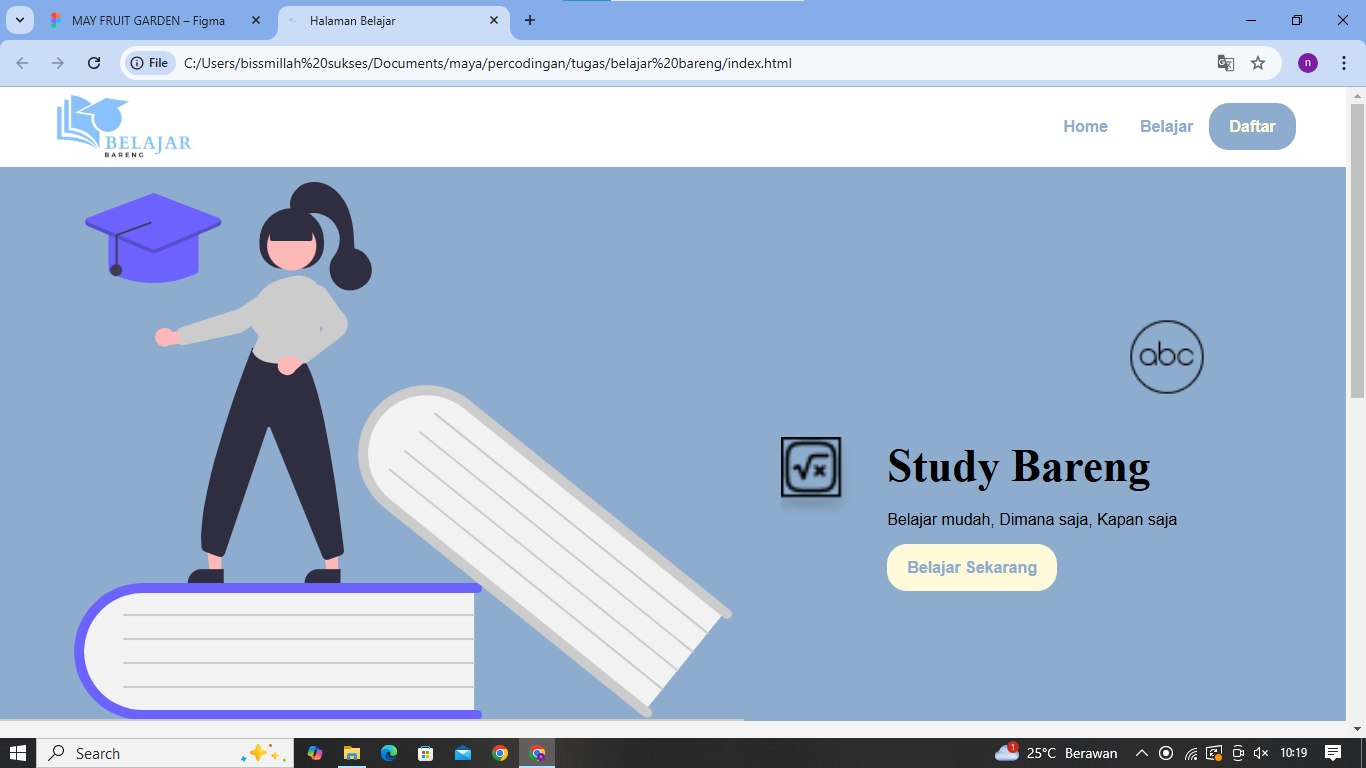 MAY FRUIT GARDEN – Figma
Halaman Belajar
File
C:/Users/bissmillah%20sukses/Documents/maya/percodingan/tugas/belajar%20bareng/index.html
n
BELAJAR
BARENG
Home
Belajar
Daftar
abc
√x
Study Bareng
Belajar mudah, Dimana saja, Kapan saja
Belajar Sekarang
Search
1
25°C Berawan
10:19